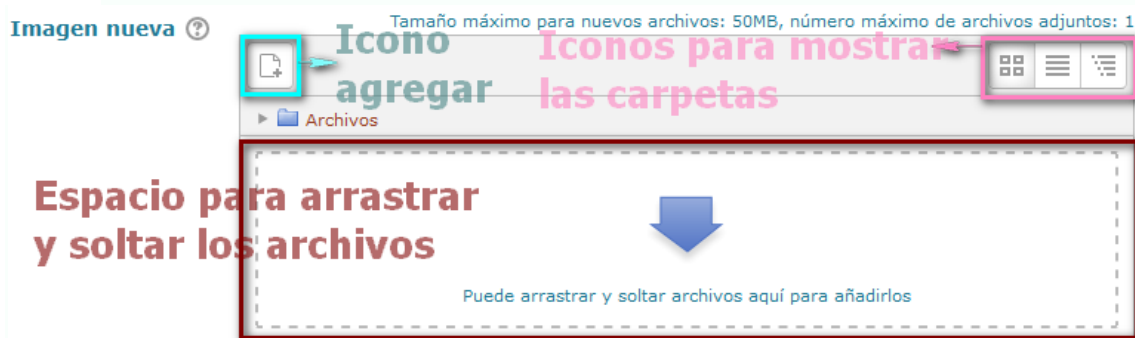 Imagen nueva
Tamaño máximo para nuevos archivos: 50MB, número máximo de archivos adjuntos: 1
Icono
agregar
Iconos para mostrar
las carpetas
Archivos
Espacio para arrastrar
y soltar los archivos
Puede arrastrar y soltar archivos aquí para añadirlos